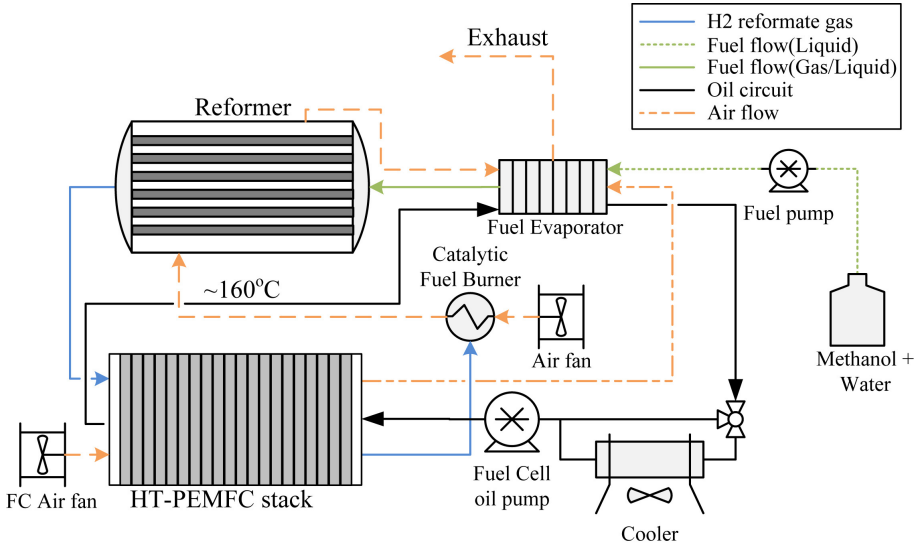 H2 reformate gas
Fuel flow(Liquid)
Fuel flow(Gas/Liquid)
Oil circuit
Air flow
Exhaust
Reformer
Fuel pump
Fuel Evaporator
Catalytic
Fuel Burner
~160°C
Air fan
Methanol +
Water
FC Air fan
HT-PEMFC stack
Fuel Cell
oil pump
Cooler